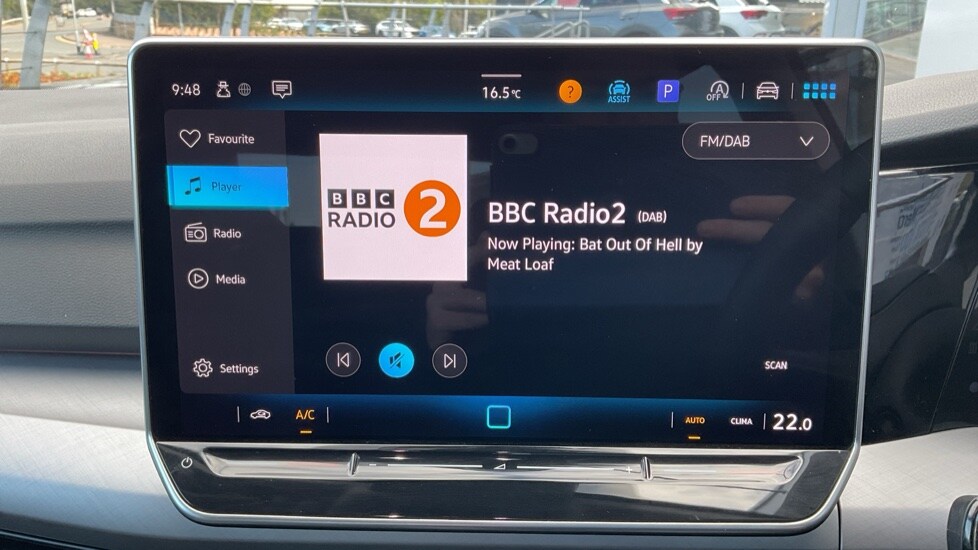 9:48
16.5°C
?
ASSIST
P
A
OFF
Favourite
FM/DAB
Player
BBC
RADIO
2
BBC Radio2 (DAB)
Radio
Now Playing: Bat Out Of Hell by
Meat Loaf
Media
Settings
SCAN
A/C
AUTO
CLIMA
22.0